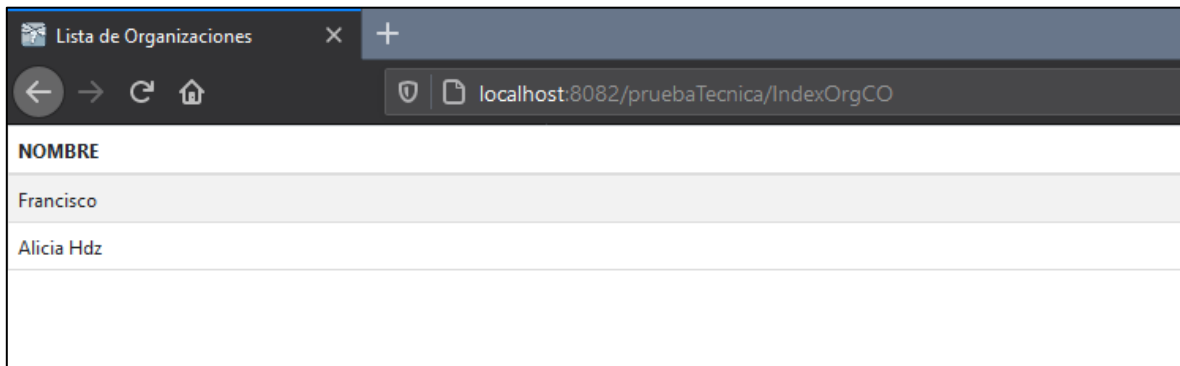 Lista de Organizaciones
localhost:8082/pruebaTecnica/IndexOrgCO
NOMBRE
Francisco
Alicia Hdz